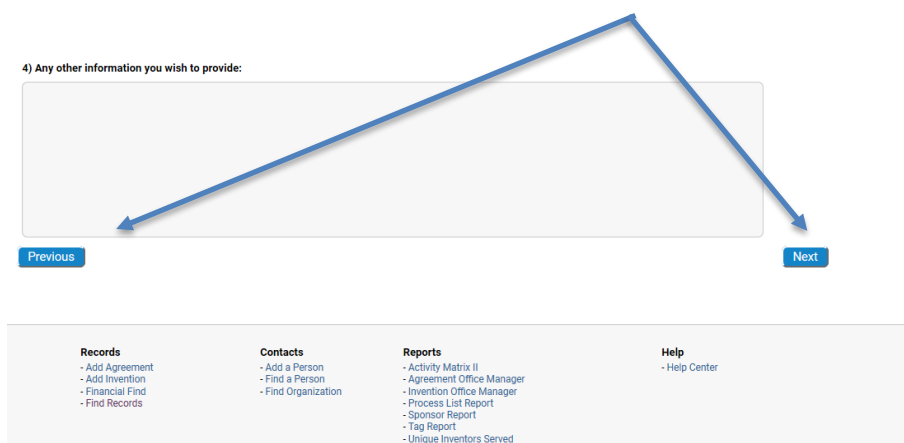 4) Any other information you wish to provide:
Previous
Next
Records
- Add Agreement
- Add Invention
- Financial Find
- Find Records
Contacts
- Add a Person
- Find a Person
- Find Organization
Reports
- Activity Matrix II
- Agreement Office Manager
- Invention Office Manager
- Process List Report
- Sponsor Report
- Tag Report
- Unique Inventors Served
Help
- Help Center